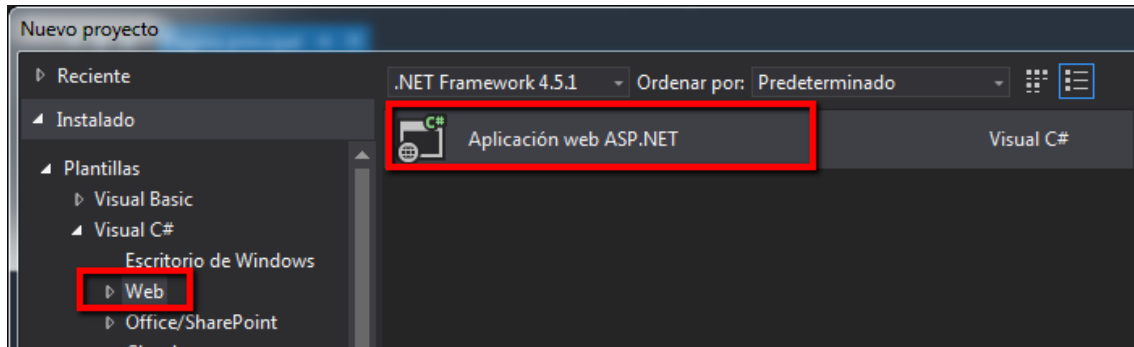 Nuevo proyecto
Reciente
.NET Framework 4.5.1 Ordenar por: Predeterminado
Instalado
C# Aplicación web ASP.NET Visual C#
Plantillas
Visual Basic
Visual C#
Escritorio de Windows
Web
Office/SharePoint